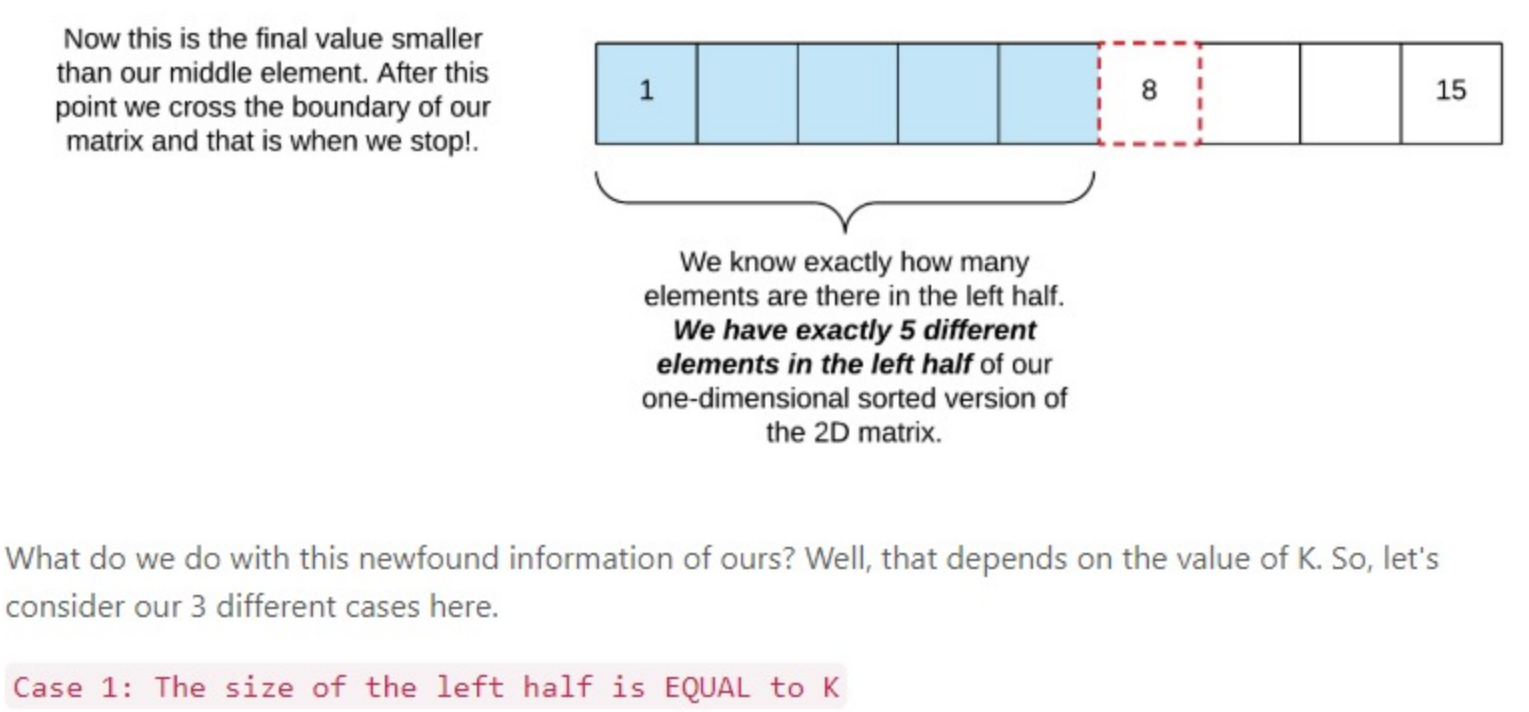 Now this is the final value smaller
than our middle element. After this
point we cross the boundary of our
matrix and that is when we stop!.
1 8 15
We know exactly how many
elements are there in the left half.
We have exactly 5 different
elements in the left half of our
one-dimensional sorted version of
the 2D matrix.
What do we do with this newfound information of ours? Well, that depends on the value of K. So, let's
consider our 3 different cases here.
Case 1: The size of the left half is EQUAL to K